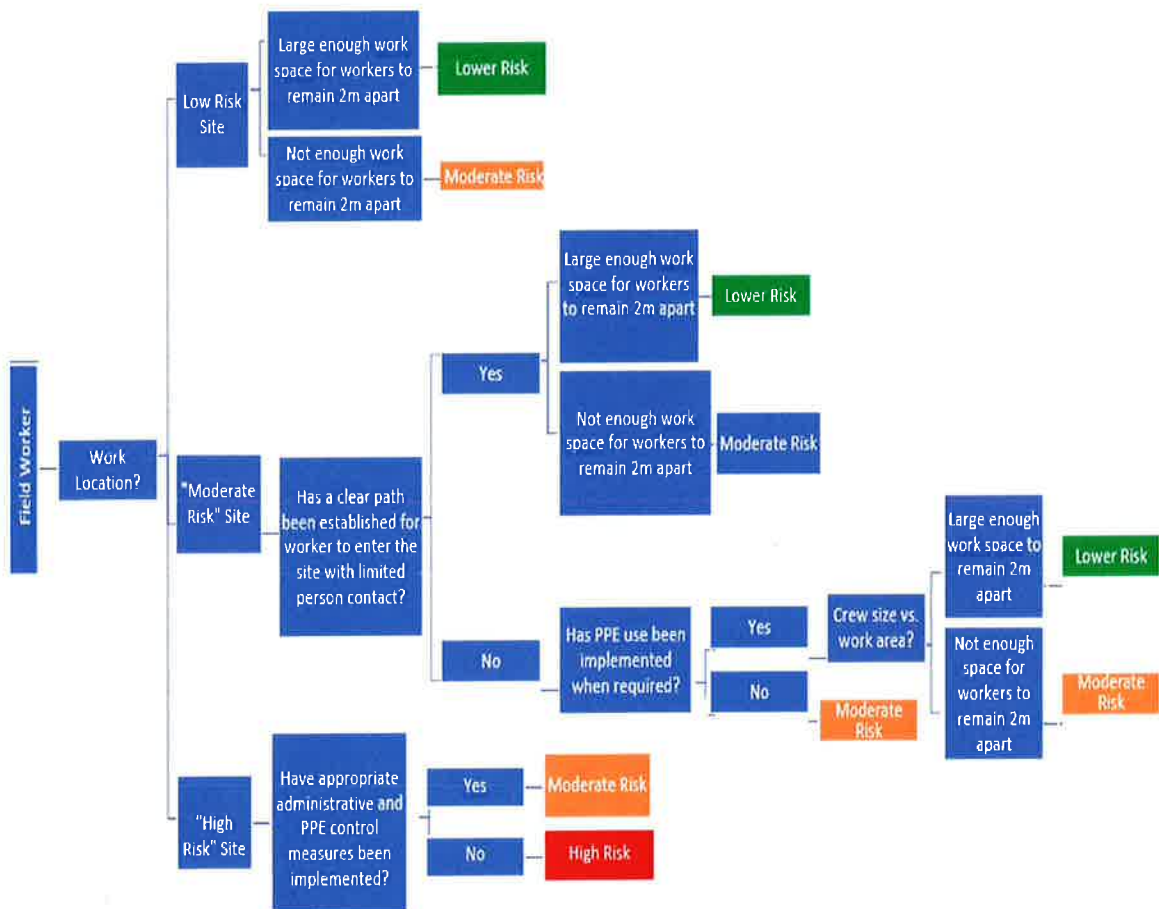 Field Worker
Work
Location?
Low Risk
Site
Large enough work
space for workers to
remain 2m apart
Lower Risk
Not enough work
space for workers to
remain 2m apart
Moderate Risk
"Moderate
Risk" Site
Has a clear path
been established for
worker to enter the
site with limited
person contact?
Yes
Large enough work
space for workers
to remain 2m apart
Lower Risk
Not enough work
space for workers to
remain 2m apart
Moderate Risk
No
Has PPE use been
implemented
when required?
Yes
Crew size vs.
work area?
Large enough
work space to
remain 2m
apart
Lower Risk
Not enough
space for
workers to
remain 2m
apart
Moderate
Risk
No
Moderate
Risk
"High
Risk" Site
Have appropriate
administrative and
PPE control
measures been
implemented?
Yes
Moderate Risk
No
High Risk